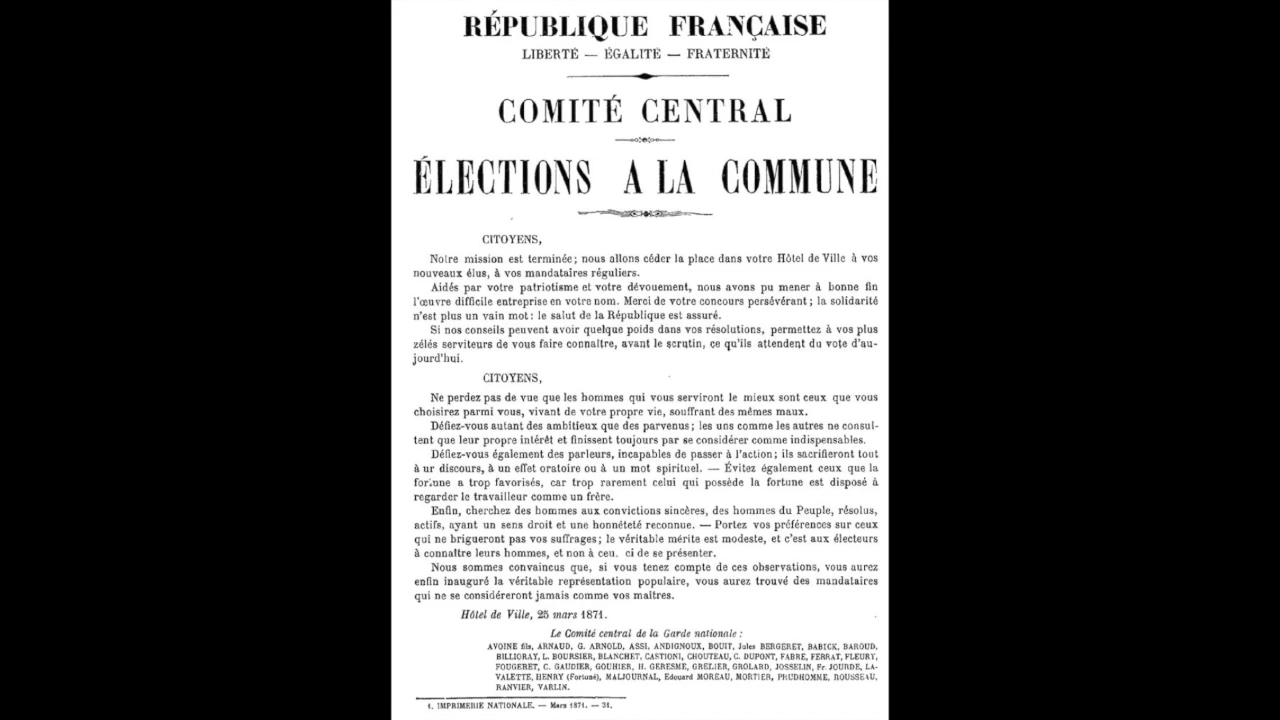 RÉPUBLIQUE FRANÇAISE
LIBERTÉ — ÉGALITÉ — FRATERNITÉ
COMITÉ CENTRAL
ÉLECTIONS A LA COMMUNE
CITOYENS,
Notre mission est terminée; nous allons céder la place dans votre Hôtel de Ville à vos
nouveaux élus, à vos mandataires réguliers.
Aidés par votre patriotisme et votre dévouement, nous avons pu mener à bonne fin
l'œuvre difficile entreprise en votre nom. Merci de votre concours persévérant; la solidarité
n'est plus un vain mot: le salut de la République est assuré.
Si nos conseils peuvent avoir quelque poids dans vos résolutions, permettez à vos plus
zélés serviteurs de vous faire connaître, avant le scrutin, ce qu'ils attendent du vote d'au-
jourd'hui.
CITOYENS,
Ne perdez pas de vue que les hommes qui vous serviront le mieux sont ceux que vous
choisirez parmi vous, vivant de votre propre vie, souffrant des mêmes maux.
Défiez-vous autant des ambitieux que des parvenus; les uns comme les autres ne consul-
tent que leur propre intérêt et finissent toujours par se considérer comme indispensables.
Défiez-vous également des parleurs, incapables de passer à l'action; ils sacrifieront tout
à ur discours, à un effet oratoire ou à un mot spirituel. — Évitez également ceux que la
fortune a trop favorisés, car trop rarement celui qui possède la fortune est disposé à
regarder le travailleur comme un frère.
Enfin, cherchez des hommes aux convictions sincères, des hommes du Peuple, résolus,
actifs, ayant un sens droit et une honnêteté reconnue. — Portez vos préférences sur ceux
qui ne brigueront pas vos suffrages; le véritable mérite est modeste, et c'est aux électeurs
à connaître leurs hommes, et non à ceu. ci de se présenter.
Nous sommes convaincus que, si vous tenez compte de ces observations, vous aurez
enfin inauguré la véritable représentation populaire, vous aurez trouvé des mandataires
qui ne se considéreront jamais comme vos maîtres.
Hôtel de Ville, 25 mars 1871.
Le Comité central de la Garde nationale :
AVOINE fils, ARNAUD, G. ARNOLD, ASSI, ANDIGNOUX, BOUIT, Jules BERGERET, BABICK, BAROUD,
BILLIORAY, L. BOURSIER, BLANCHET, CASTIONI, CHOUTEAU, C. DUPONT, FABRE, FERRAT, FLEURY,
FOUGERET, C. GAUDIER, GOUHIER, H. GERESME, GRELIER, GROLARD, JOSSELIN, Fr. JOURDE, LA-
VALETTE, HENRY (Fortuné), MALJOURNAL, Edouard MOREAU, MORTIER, PRUDHOMME, ROUSSEAU,
RANVIER, VARLIN.
1. IMPRIMERIE NATIONALE. — Mars 1871. — 31.